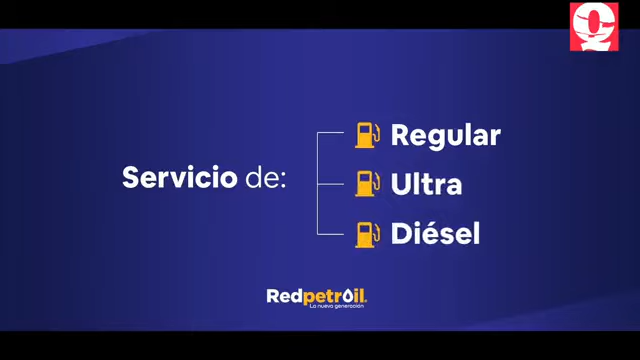 Servicio de:
Regular
Ultra
Diésel
Redpetroil
La nueva generación